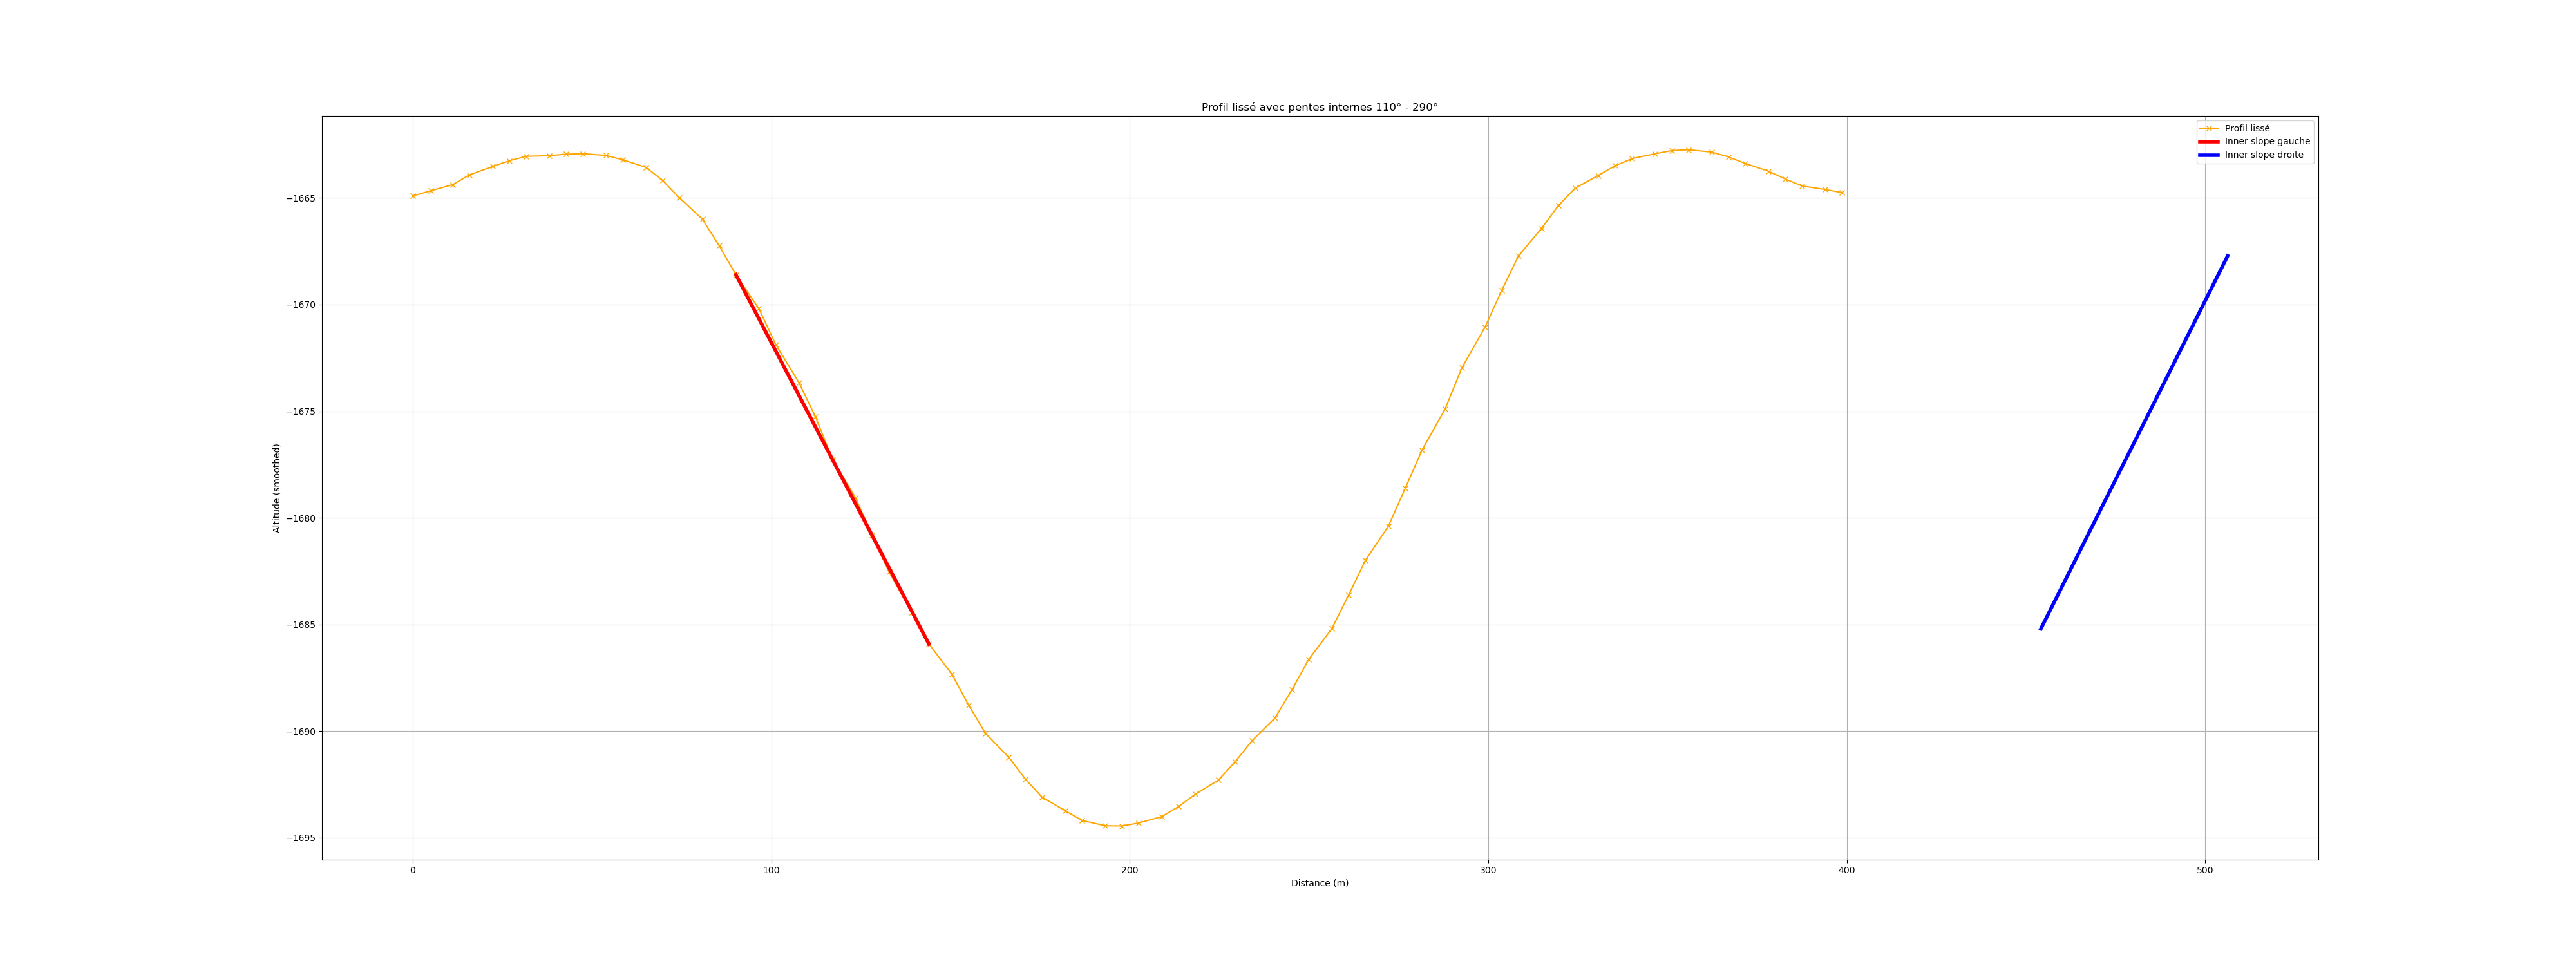 Profil lissé avec pentes internes 110° - 290°
Profil lissé
Inner slope gauche
Inner slope droite
Altitude (smoothed)
−1665
−1670
−1675
−1680
−1685
−1690
−1695
0 100 200 300 400 500
Distance (m)